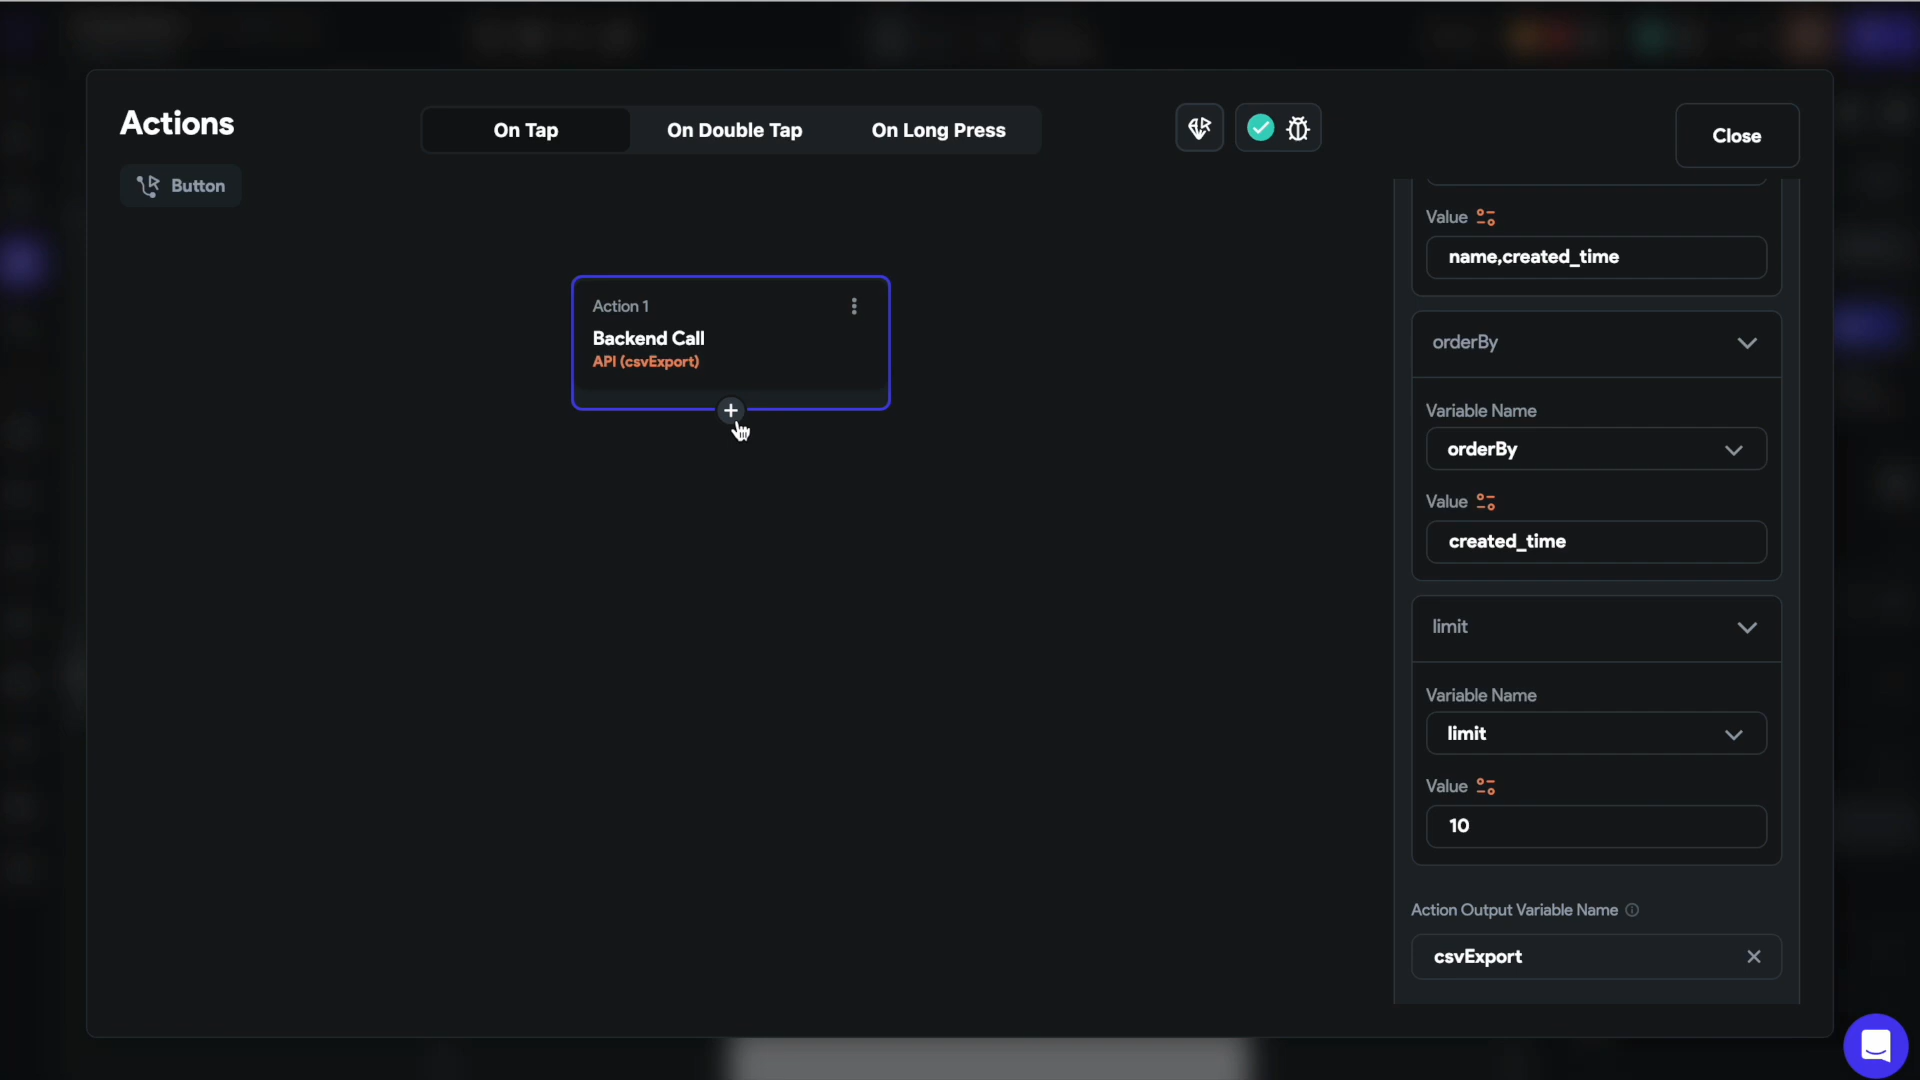 Actions
On Tap
On Double Tap
On Long Press
Close
Button
Action 1
Backend Call
API (csvExport)
Value
name,created_time
orderBy
Variable Name
orderBy
Value
created_time
limit
Variable Name
limit
Value
10
Action Output Variable Name
csvExport